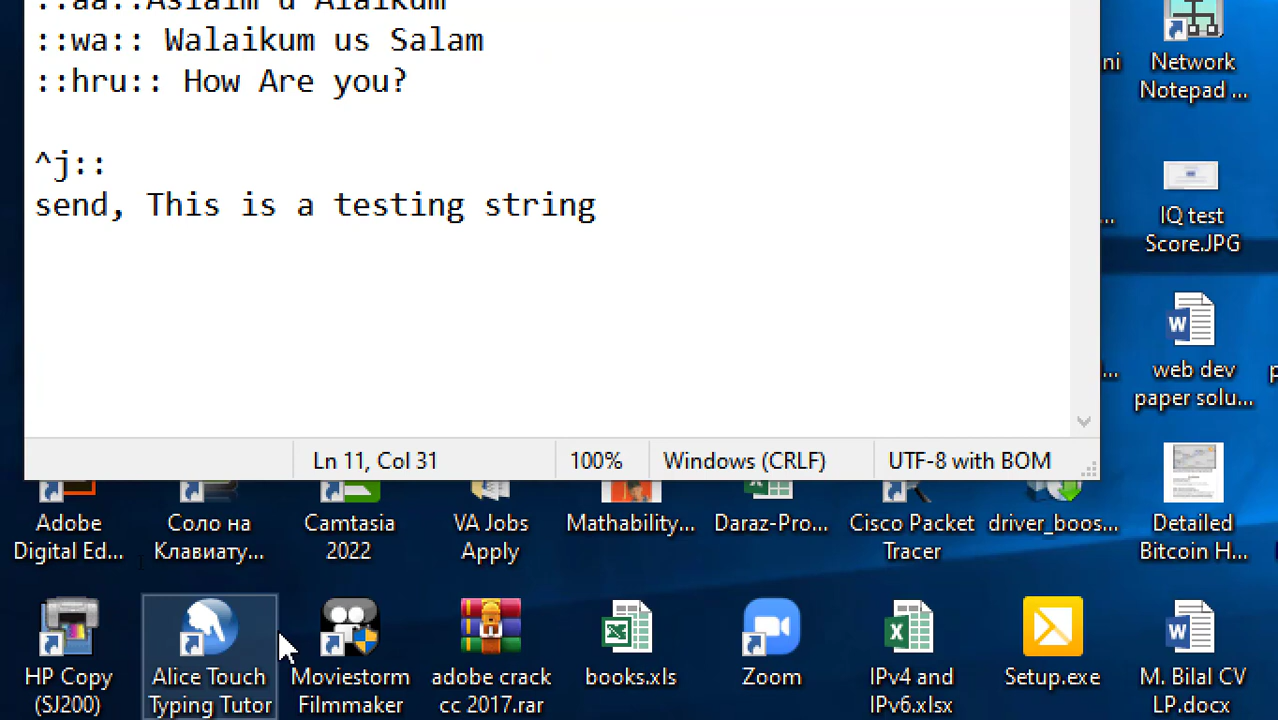 ::aa::Aslaim u Alaikum
::wa:: Walaikum us Salam
::hru:: How Are you?
^j::
send, This is a testing string
Ln 11, Col 31
100%
Windows (CRLF)
UTF-8 with BOM
ni
Network
Notepad ...
...
IQ test
Score.JPG
...
web dev
paper solu...
p
Adobe
Digital Ed...
Соло на
Клавиату...
Camtasia
2022
VA Jobs
Apply
Mathability...
Daraz-Pro...
Cisco Packet
Tracer
driver_boos...
Detailed
Bitcoin H...
HP Copy
(SJ200)
Alice Touch
Typing Tutor
Moviestorm
Filmmaker
adobe crack
cc 2017.rar
books.xls
Zoom
IPv4 and
IPv6.xlsx
Setup.exe
M. Bilal CV
LP.docx